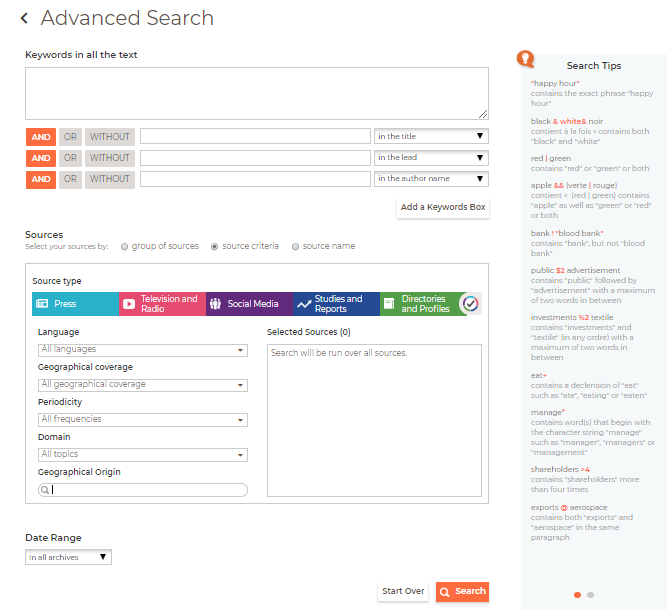 Advanced Search
Keywords in all the text
AND OR WITHOUT in the title
AND OR WITHOUT in the lead
AND OR WITHOUT in the author name
Add a Keywords Box
Sources
Select your sources by: group of sources source criteria source name
Source type
Press
Television and
Radio
Social Media
Studies and
Reports
Directories
and Profiles
Language
All languages
Geographical coverage
All geographical coverage
Periodicity
All frequencies
Domain
All topics
Geographical Origin
Selected Sources (0)
Search will be run over all sources.
Date Range
In all archives
Start Over
Search
Search Tips
"happy hour"
contains the exact phrase "happy
hour"
black & white& noir
contient à la fois « contains both
"black" and "white"
red | green
contains "red" or "green" or both
apple && (verte | rouge)
contient « (red | green) contains
"apple" as well as "green" or "red"
or both
bank ! "blood bank"
contains "bank", but not "blood
bank"
public $2 advertisement
contains "public" followed by
"advertisement" with a maximum
of two words in between
investments %2 textile
contains "investments" and
"textile" (in any ordre) with a
maximum of two words in
between
eat+
contains a declension of "eat"
such as "ate", "eating" or "eaten"
manage*
contains word(s) that begin with
the character string "manage"
such as "manager", "managers" or
"management"
shareholders >4
contains "shareholders" more
than four times
exports @ aerospace
contains both "exports" and
"aerospace" in the same
paragraph